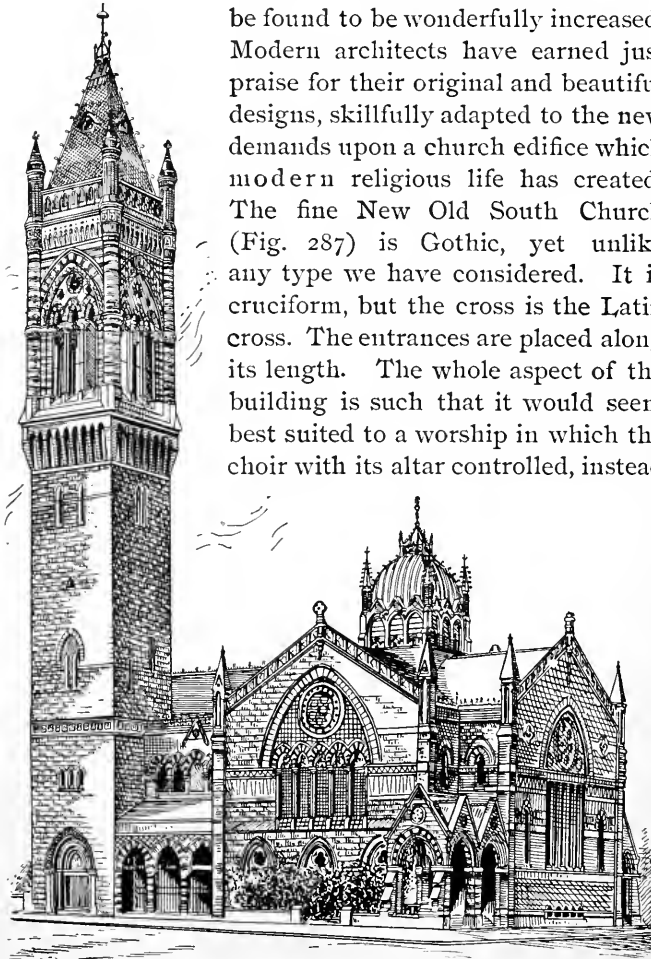 be found to be wonderfully increased
Modern architects have earned jus
praise for their original and beautifu
designs, skillfully adapted to the new
demands upon a church edifice whic
modern religious life has created
The fine New Old South Churc
(Fig. 287) is Gothic, yet unlik
any type we have considered. It i
cruciform, but the cross is the Lati
cross. The entrances are placed alon
its length. The whole aspect of th
building is such that it would seem
best suited to a worship in which th
choir with its altar controlled, instea